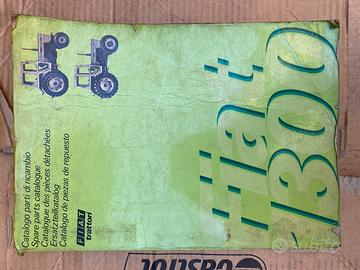 Fiat
1300
Catalogo parti di ricambio
Spare parts catalogue
Catalogue des pièces détachées
Ersatzteilkatalog
Catálogo de piezas de repuesto
FIAT
trattori
subito
CASTROL